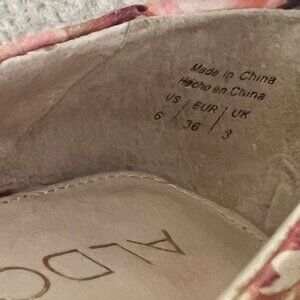 Made in China
Hecho en China
US / EUR / UK
6 / 36 / 3
ALDO